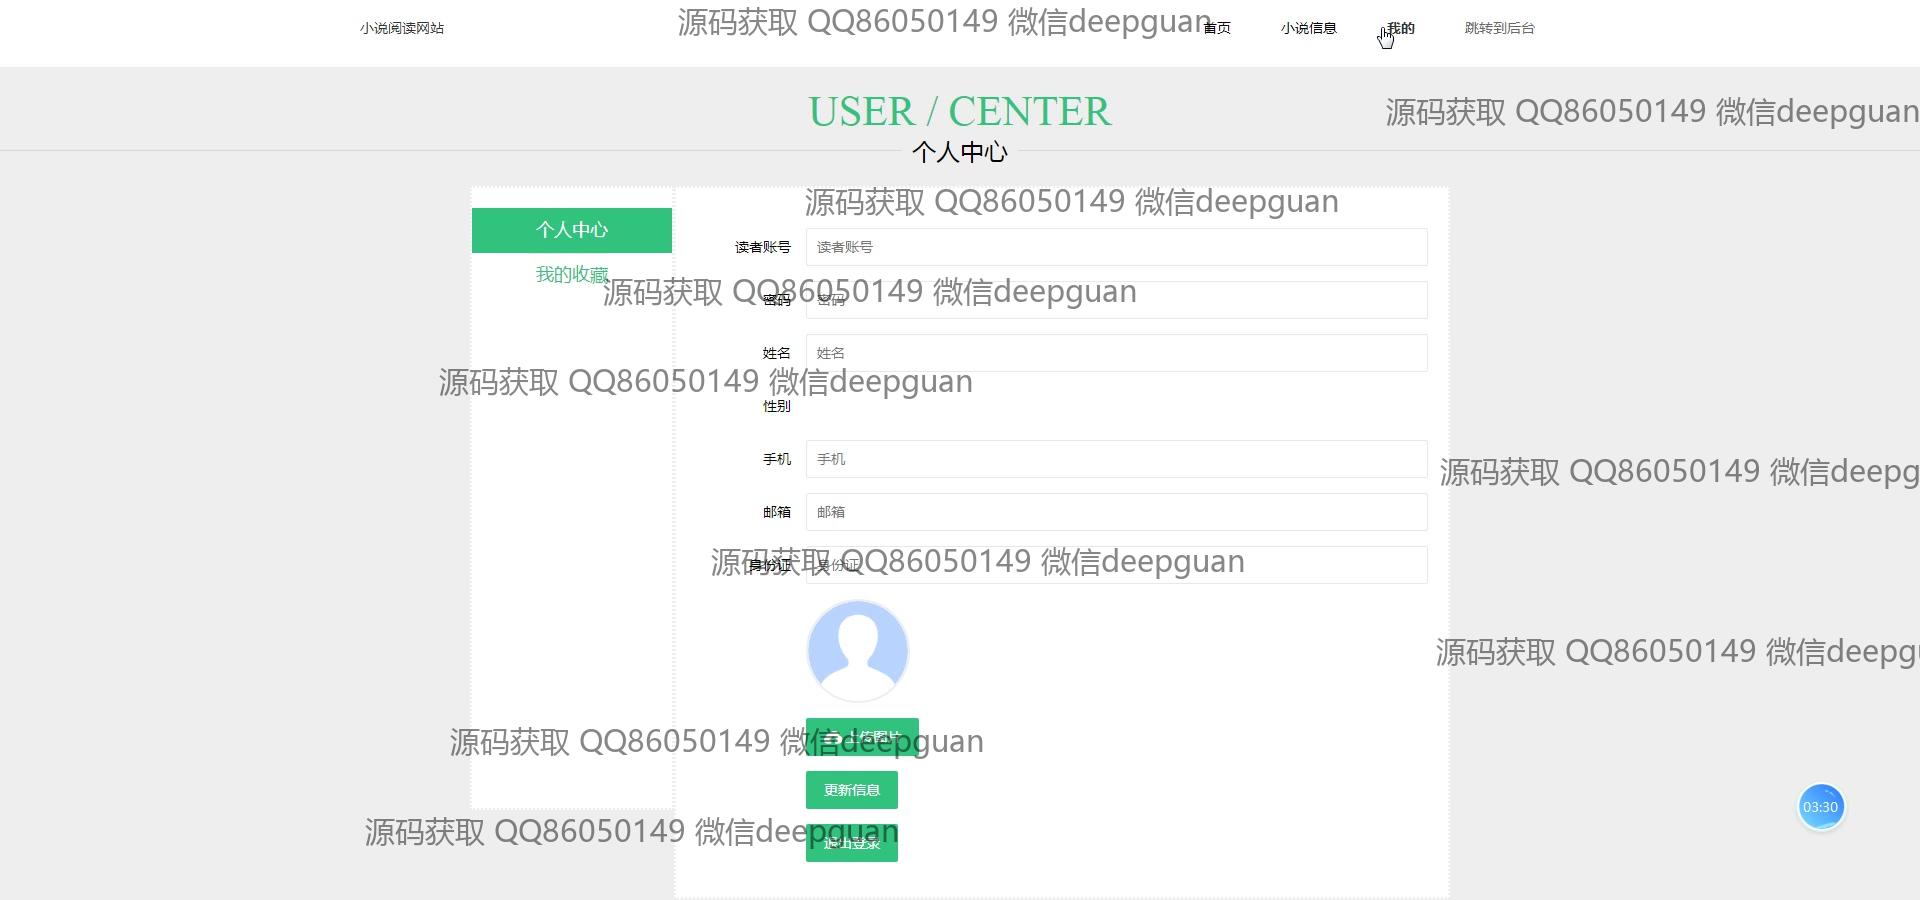 小说阅读网站
源码获取 QQ86050149 微信deepguan
首页
小说信息
我的
跳转到后台
USER / CENTER
源码获取 QQ86050149 微信deepguan
个人中心
源码获取 QQ86050149 微信deepguan
个人中心
读者账号
读者账号
我的收藏
源码获取 QQ86050149 微信deepguan
密码
密码
姓名
姓名
源码获取 QQ86050149 微信deepguan
性别
手机
手机
源码获取 QQ86050149 微信deepg
邮箱
邮箱
源码获取 QQ86050149 微信deepguan
身份证
身份证
源码获取 QQ86050149 微信deepgu
源码获取 QQ86050149 微信deepguan
上传图片
更新信息
03:30
源码获取 QQ86050149 微信deepguan
退出登录